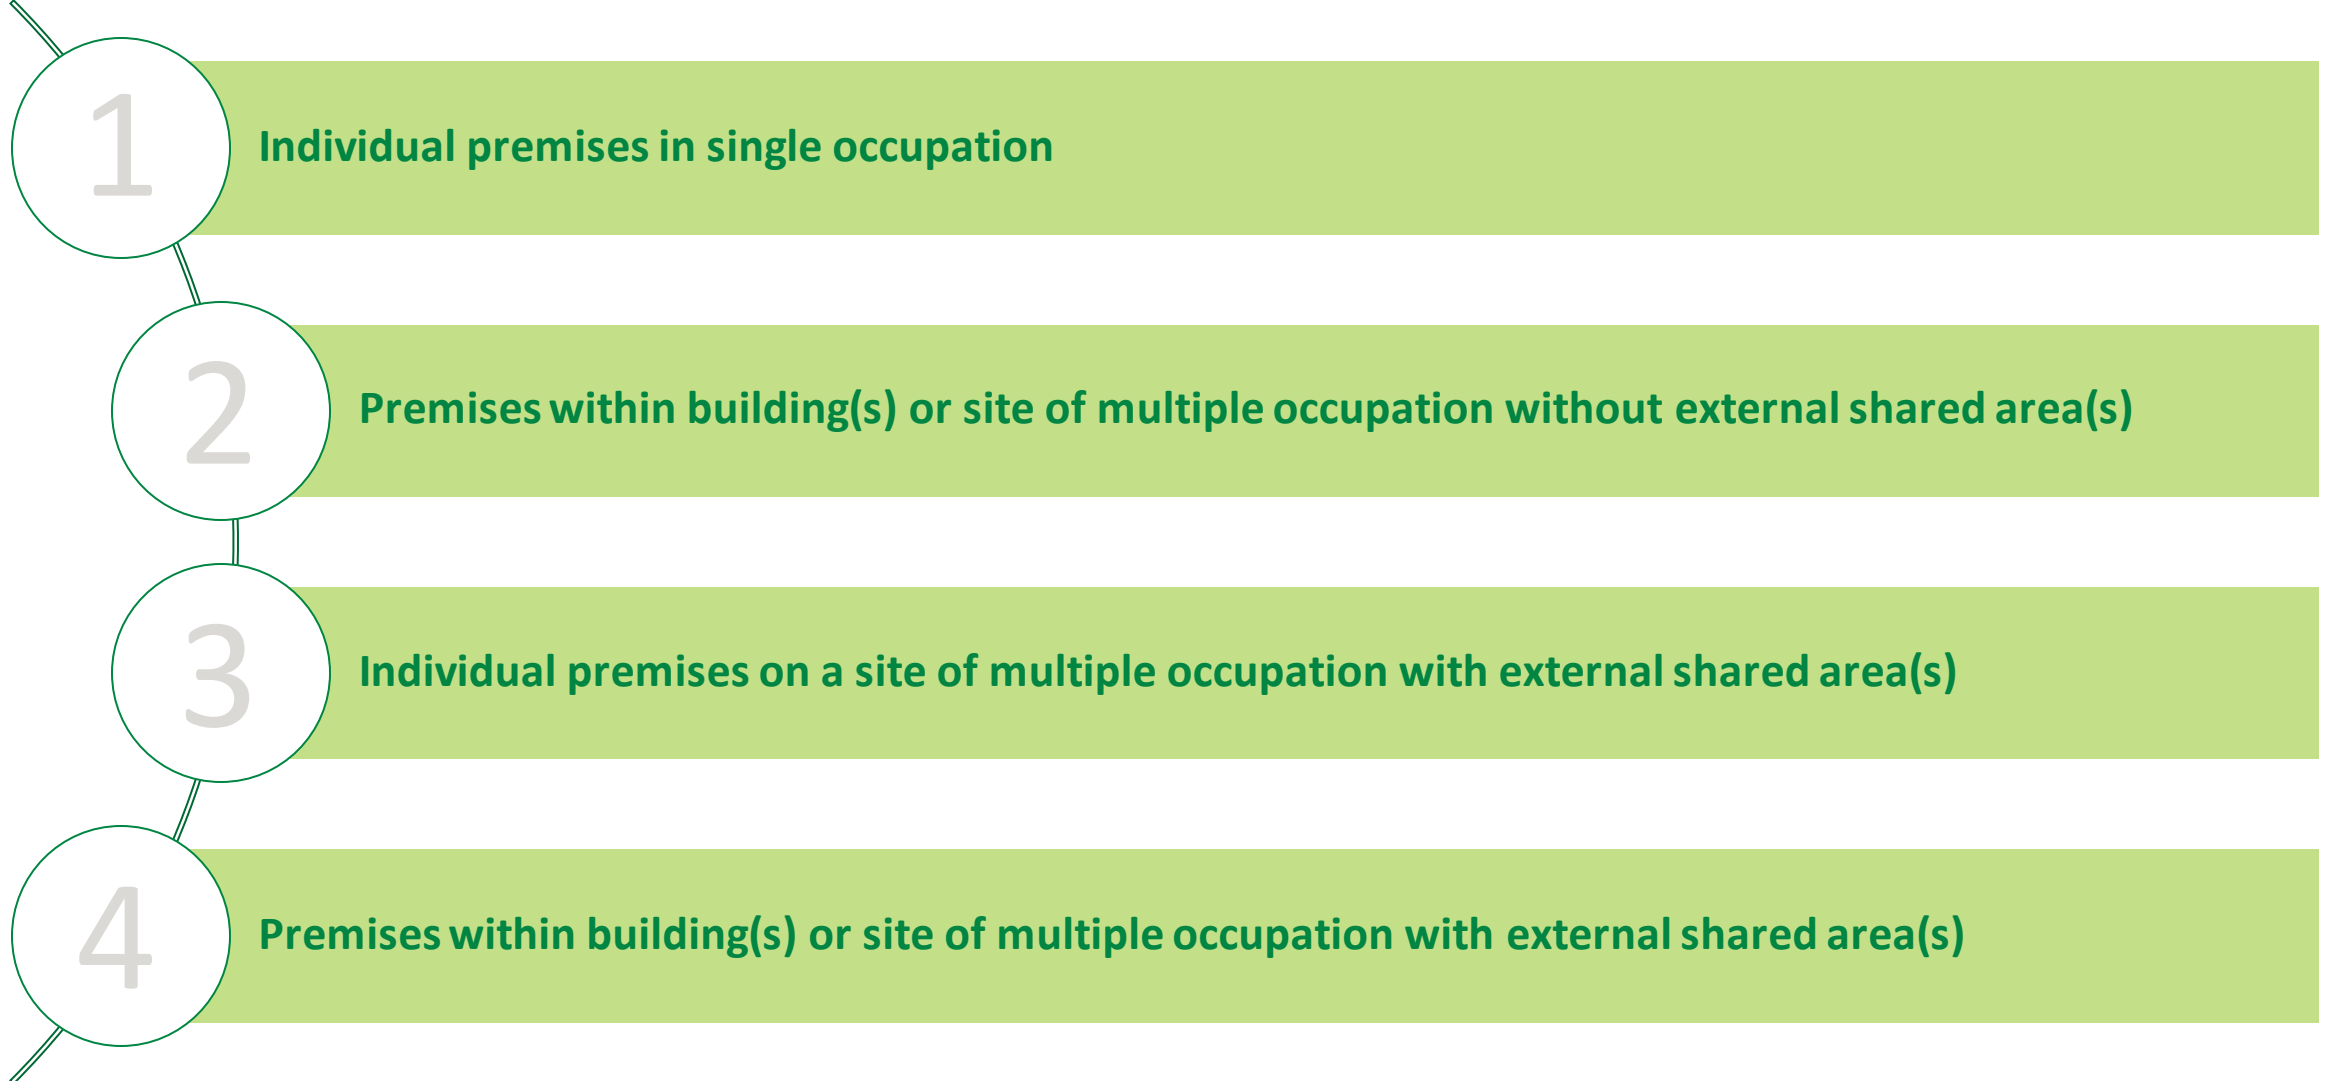 1
Individual premises in single occupation
2
Premises within building(s) or site of multiple occupation without external shared area(s)
3
Individual premises on a site of multiple occupation with external shared area(s)
4
Premises within building(s) or site of multiple occupation with external shared area(s)